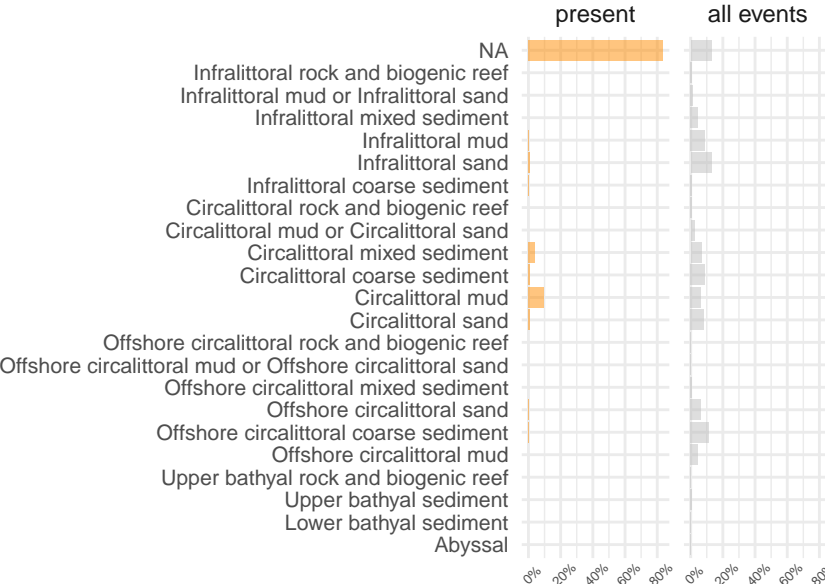 present all events
NA
Infralittoral rock and biogenic reef
Infralittoral mud or Infralittoral sand
Infralittoral mixed sediment
Infralittoral mud
Infralittoral sand
Infralittoral coarse sediment
Circalittoral rock and biogenic reef
Circalittoral mud or Circalittoral sand
Circalittoral mixed sediment
Circalittoral coarse sediment
Circalittoral mud
Circalittoral sand
Offshore circalittoral rock and biogenic reef
Offshore circalittoral mud or Offshore circalittoral sand
Offshore circalittoral mixed sediment
Offshore circalittoral sand
Offshore circalittoral coarse sediment
Offshore circalittoral mud
Upper bathyal rock and biogenic reef
Upper bathyal sediment
Lower bathyal sediment
Abyssal
0% 20% 40% 60% 80% 0% 20% 40% 60% 80%